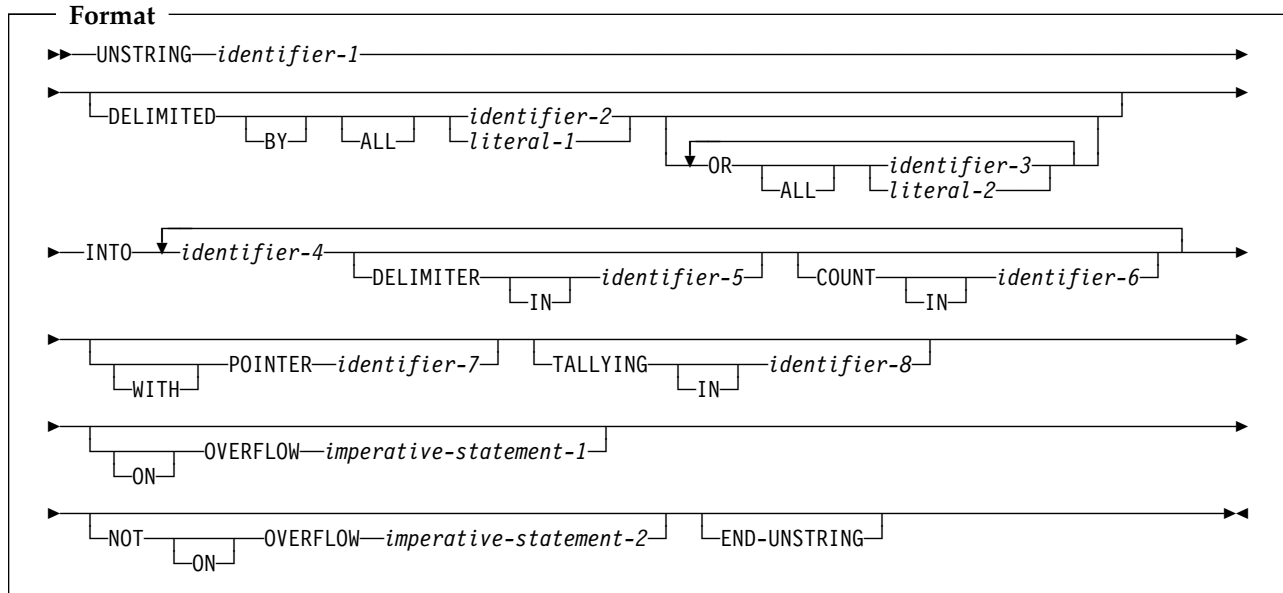 Format
UNSTRING identifier-1
DELIMITED BY ALL identifier-2
literal-1
OR ALL identifier-3
literal-2
INTO identifier-4 DELIMITER IN identifier-5 COUNT IN identifier-6
WITH POINTER identifier-7 TALLYING IN identifier-8
ON OVERFLOW imperative-statement-1
NOT ON OVERFLOW imperative-statement-2 END-UNSTRING